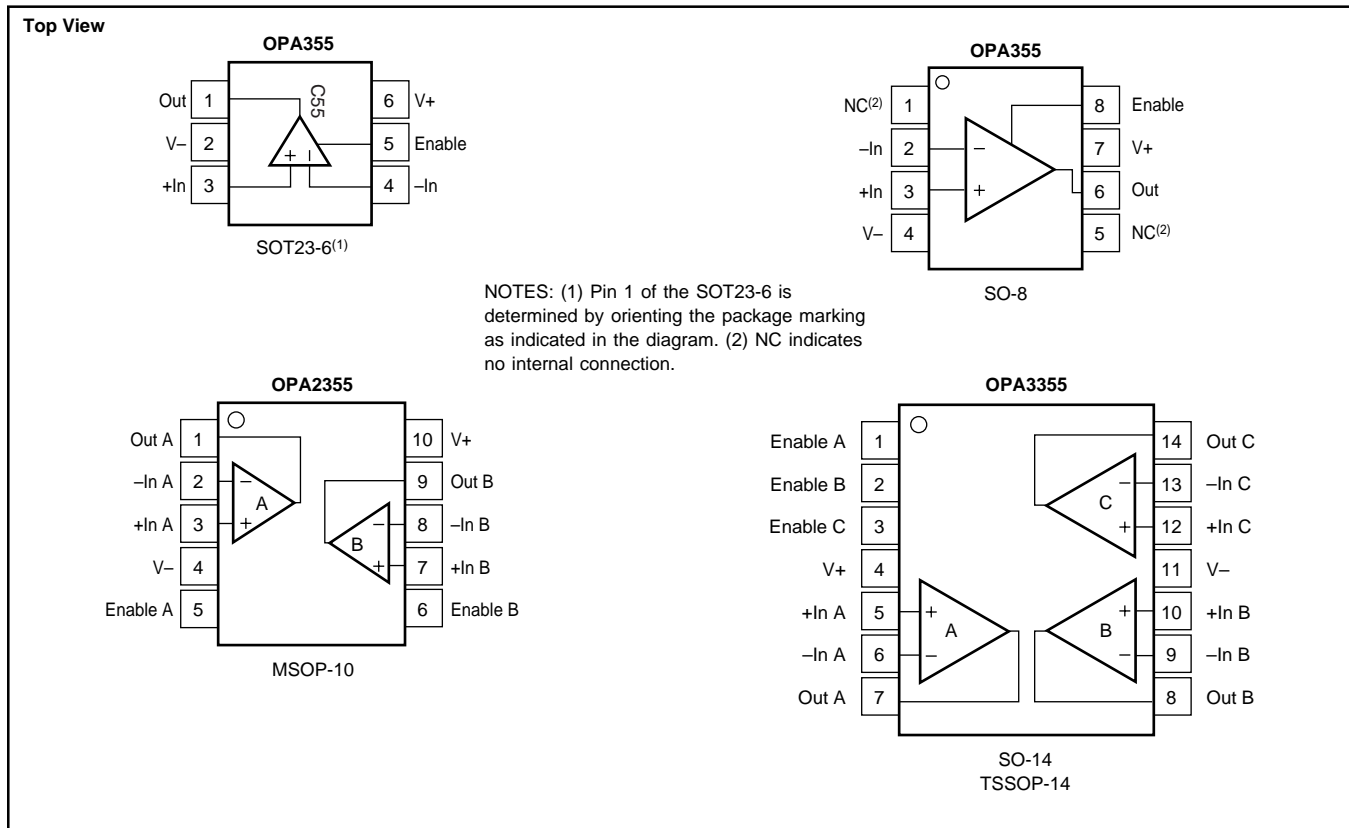 Top View
OPA355
C55
Out 1
6 V+
V– 2
5 Enable
+In 3
4 –In
+ –
SOT23-6(1)
OPA355
NC(2) 1
8 Enable
–In 2 –
7 V+
+In 3 +
6 Out
V– 4
5 NC(2)
SO-8
NOTES: (1) Pin 1 of the SOT23-6 is
determined by orienting the package marking
as indicated in the diagram. (2) NC indicates
no internal connection.
OPA2355
Out A 1
10 V+
–In A 2 –
9 Out B
A
+In A 3 +
– 8 –In B
B
V– 4
+ 7 +In B
Enable A 5
6 Enable B
MSOP-10
OPA3355
Enable A 1
14 Out C
Enable B 2
– 13 –In C
C
Enable C 3
+ 12 +In C
V+ 4
11 V–
+In A 5 +
+ 10 +In B
A
B
–In A 6 –
– 9 –In B
Out A 7
8 Out B
SO-14
TSSOP-14